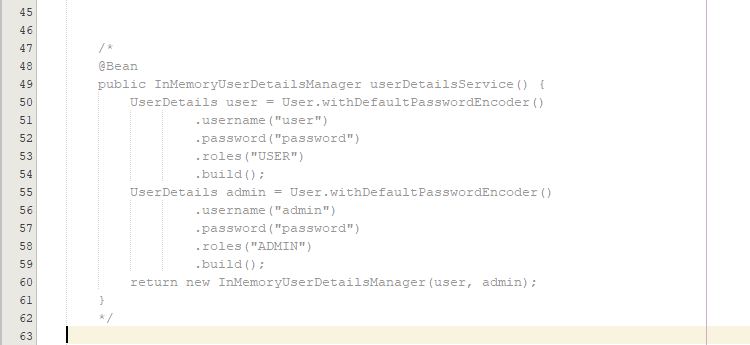 45
46
47 /*
48 @Bean
49 public InMemoryUserDetailsManager userDetailsService() {
50 UserDetails user = User.withDefaultPasswordEncoder()
51 .username("user")
52 .password("password")
53 .roles("USER")
54 .build();
55 UserDetails admin = User.withDefaultPasswordEncoder()
56 .username("admin")
57 .password("password")
58 .roles("ADMIN")
59 .build();
60 return new InMemoryUserDetailsManager(user, admin);
61 }
62 */
63